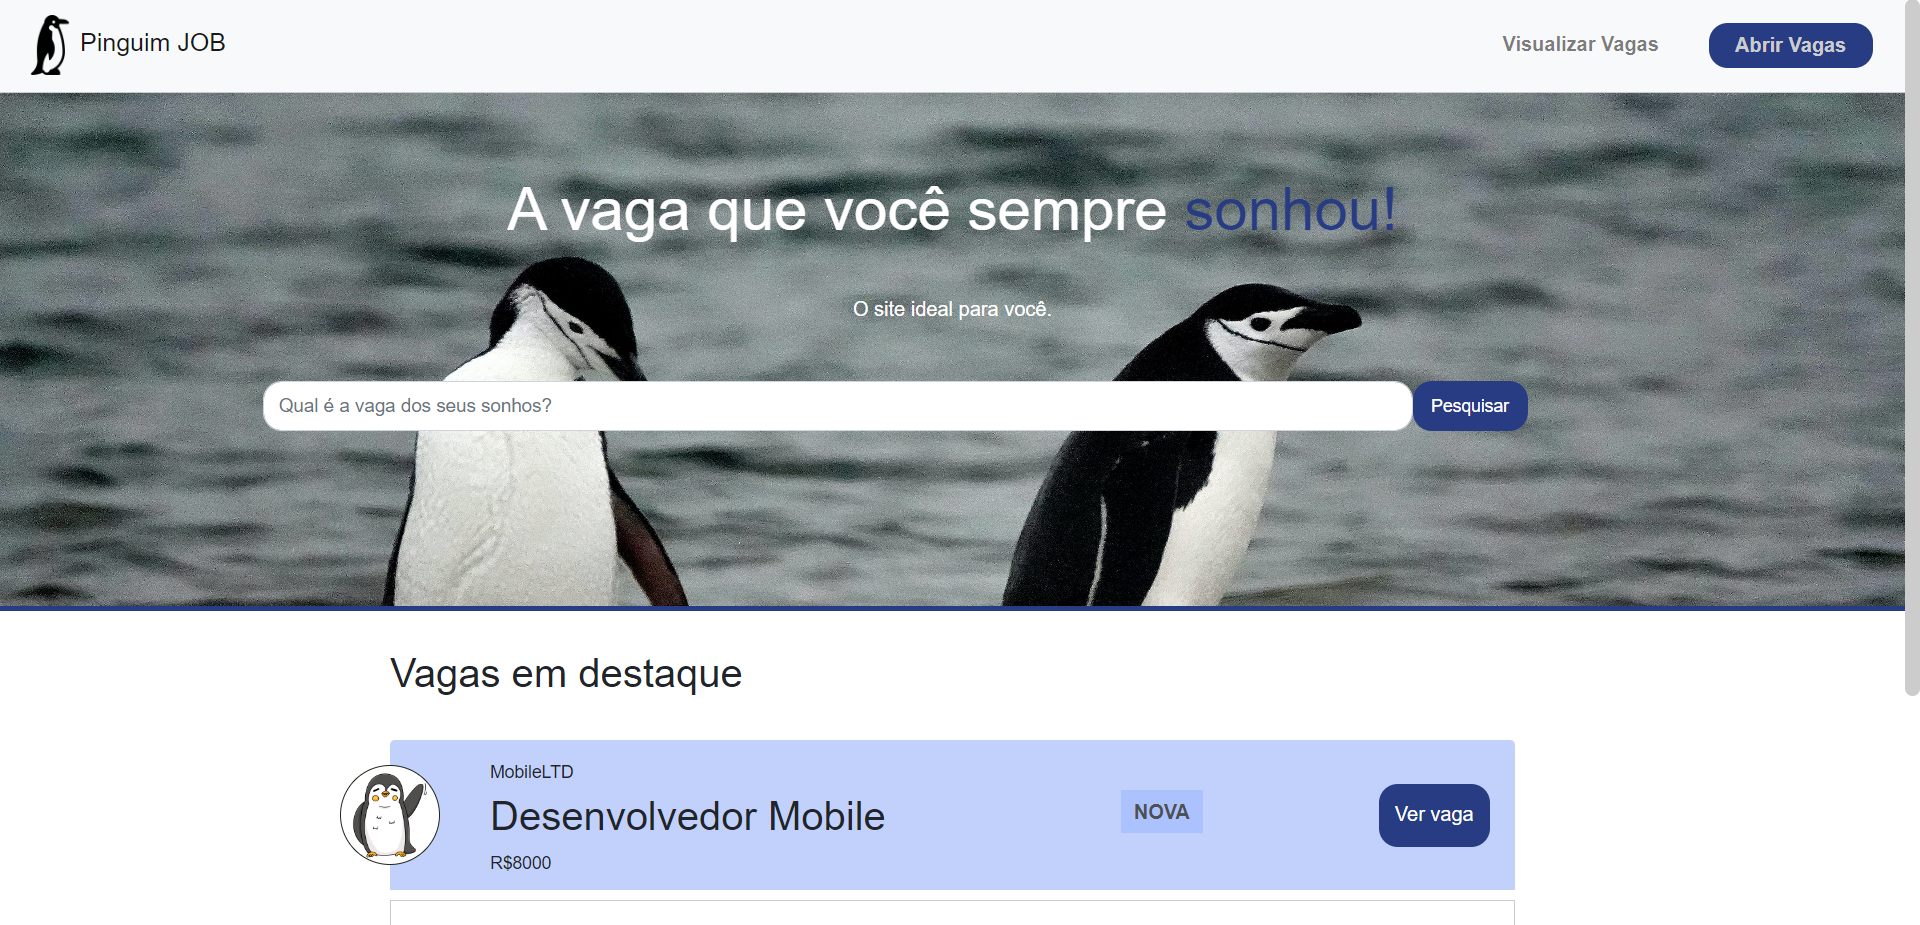 Pinguim JOB
Visualizar Vagas
Abrir Vagas
A vaga que você sempre sonhou!
O site ideal para você.
Qual é a vaga dos seus sonhos?
Pesquisar
Vagas em destaque
MobileLTD
Desenvolvedor Mobile
NOVA
Ver vaga
R$8000